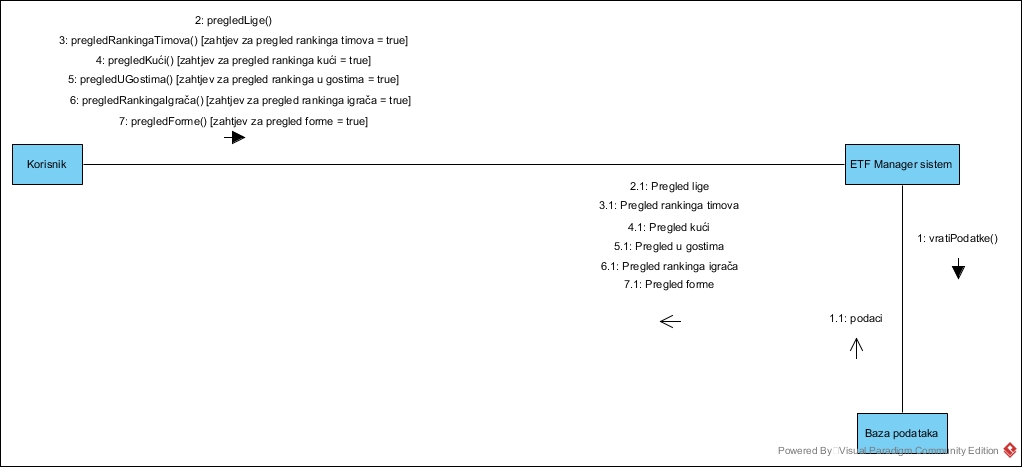 2: pregledLige()
3: pregledRankingaTimova() [zahtjev za pregled rankinga timova = true]
4: pregledKući() [zahtjev za pregled rankinga kući = true]
5: pregledUGostima() [zahtjev za pregled rankinga u gostima = true]
6: pregledRankingaIgrača() [zahtjev za pregled rankinga igrača = true]
7: pregledForme() [zahtjev za pregled forme = true]
Korisnik
ETF Manager sistem
2.1: Pregled lige
3.1: Pregled rankinga timova
4.1: Pregled kući
5.1: Pregled u gostima
6.1: Pregled rankinga igrača
7.1: Pregled forme
1: vratiPodatke()
1.1: podaci
Baza podataka
Powered By Visual Paradigm Community Edition